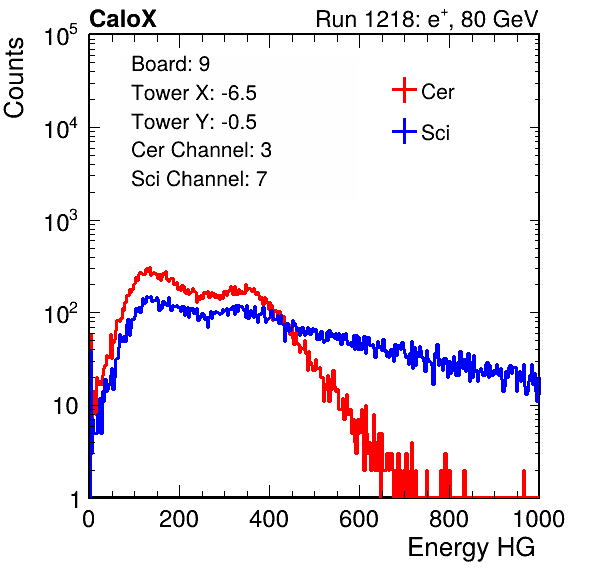 CaloX Run 1218: e⁺, 80 GeV
Counts
10⁵
10⁴
10³
10²
10
1
Board: 9
Tower X: -6.5
Tower Y: -0.5
Cer Channel: 3
Sci Channel: 7
Cer
Sci
0 200 400 600 800 1000
Energy HG